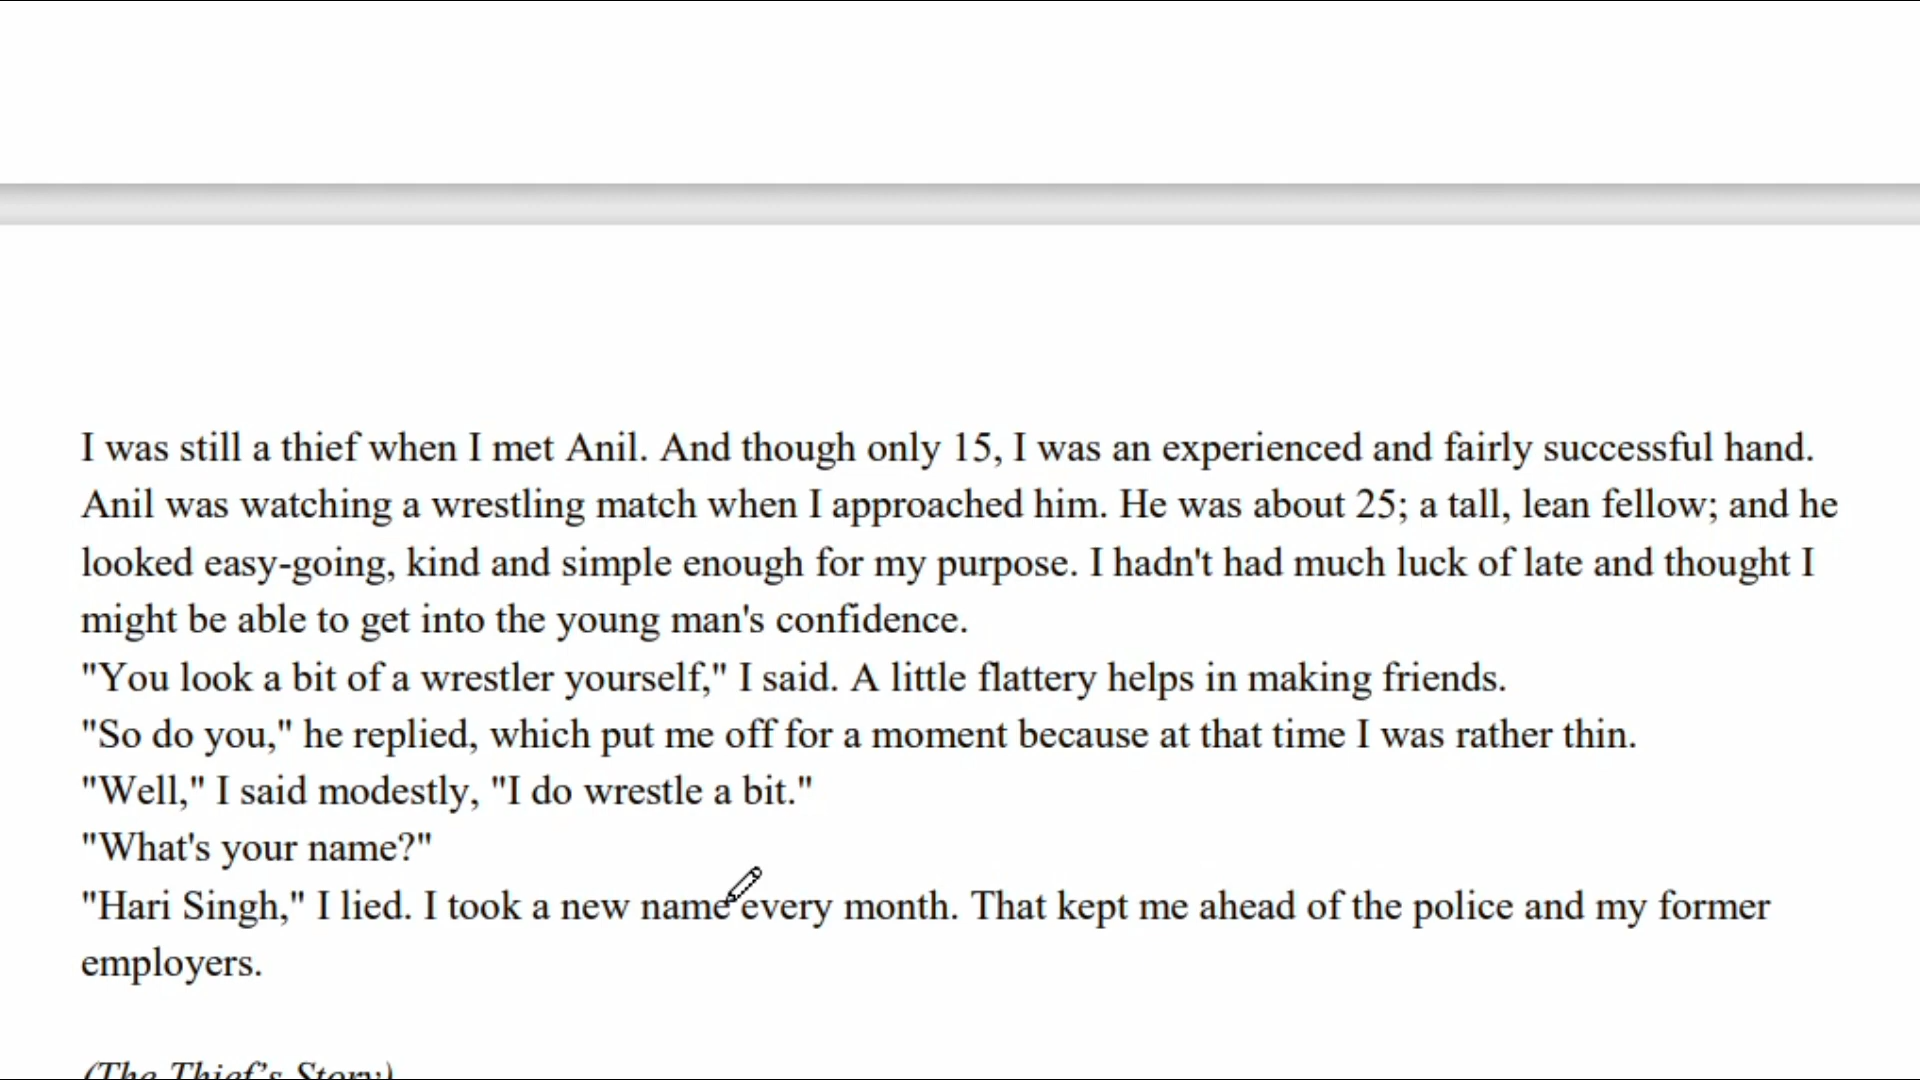 I was still a thief when I met Anil. And though only 15, I was an experienced and fairly successful hand.
Anil was watching a wrestling match when I approached him. He was about 25; a tall, lean fellow; and he
looked easy-going, kind and simple enough for my purpose. I hadn't had much luck of late and thought I
might be able to get into the young man's confidence.
"You look a bit of a wrestler yourself," I said. A little flattery helps in making friends.
"So do you," he replied, which put me off for a moment because at that time I was rather thin.
"Well," I said modestly, "I do wrestle a bit."
"What's your name?"
"Hari Singh," I lied. I took a new name every month. That kept me ahead of the police and my former
employers.
(The Thief's Story)